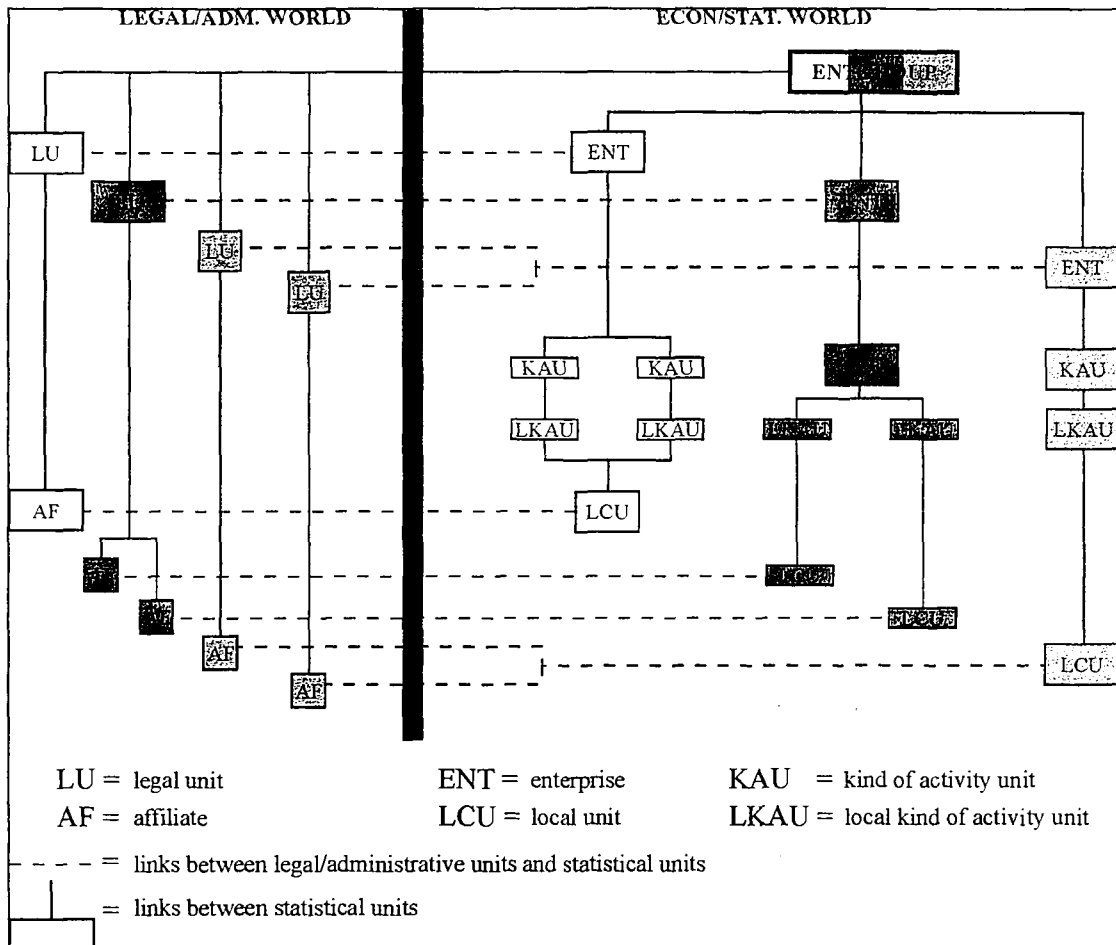 LEGAL/ADM. WORLD
ECON/STAT. WORLD
LU
ENT
LU
ENT
LU
KAU
KAU
KAU
LKAU
LKAU
LKAU
AF
LCU
LCU
AF
LCU
AF
LU = legal unit
ENT = enterprise
KAU = kind of activity unit
AF = affiliate
LCU = local unit
LKAU = local kind of activity unit
= links between legal/administrative units and statistical units
= links between statistical units